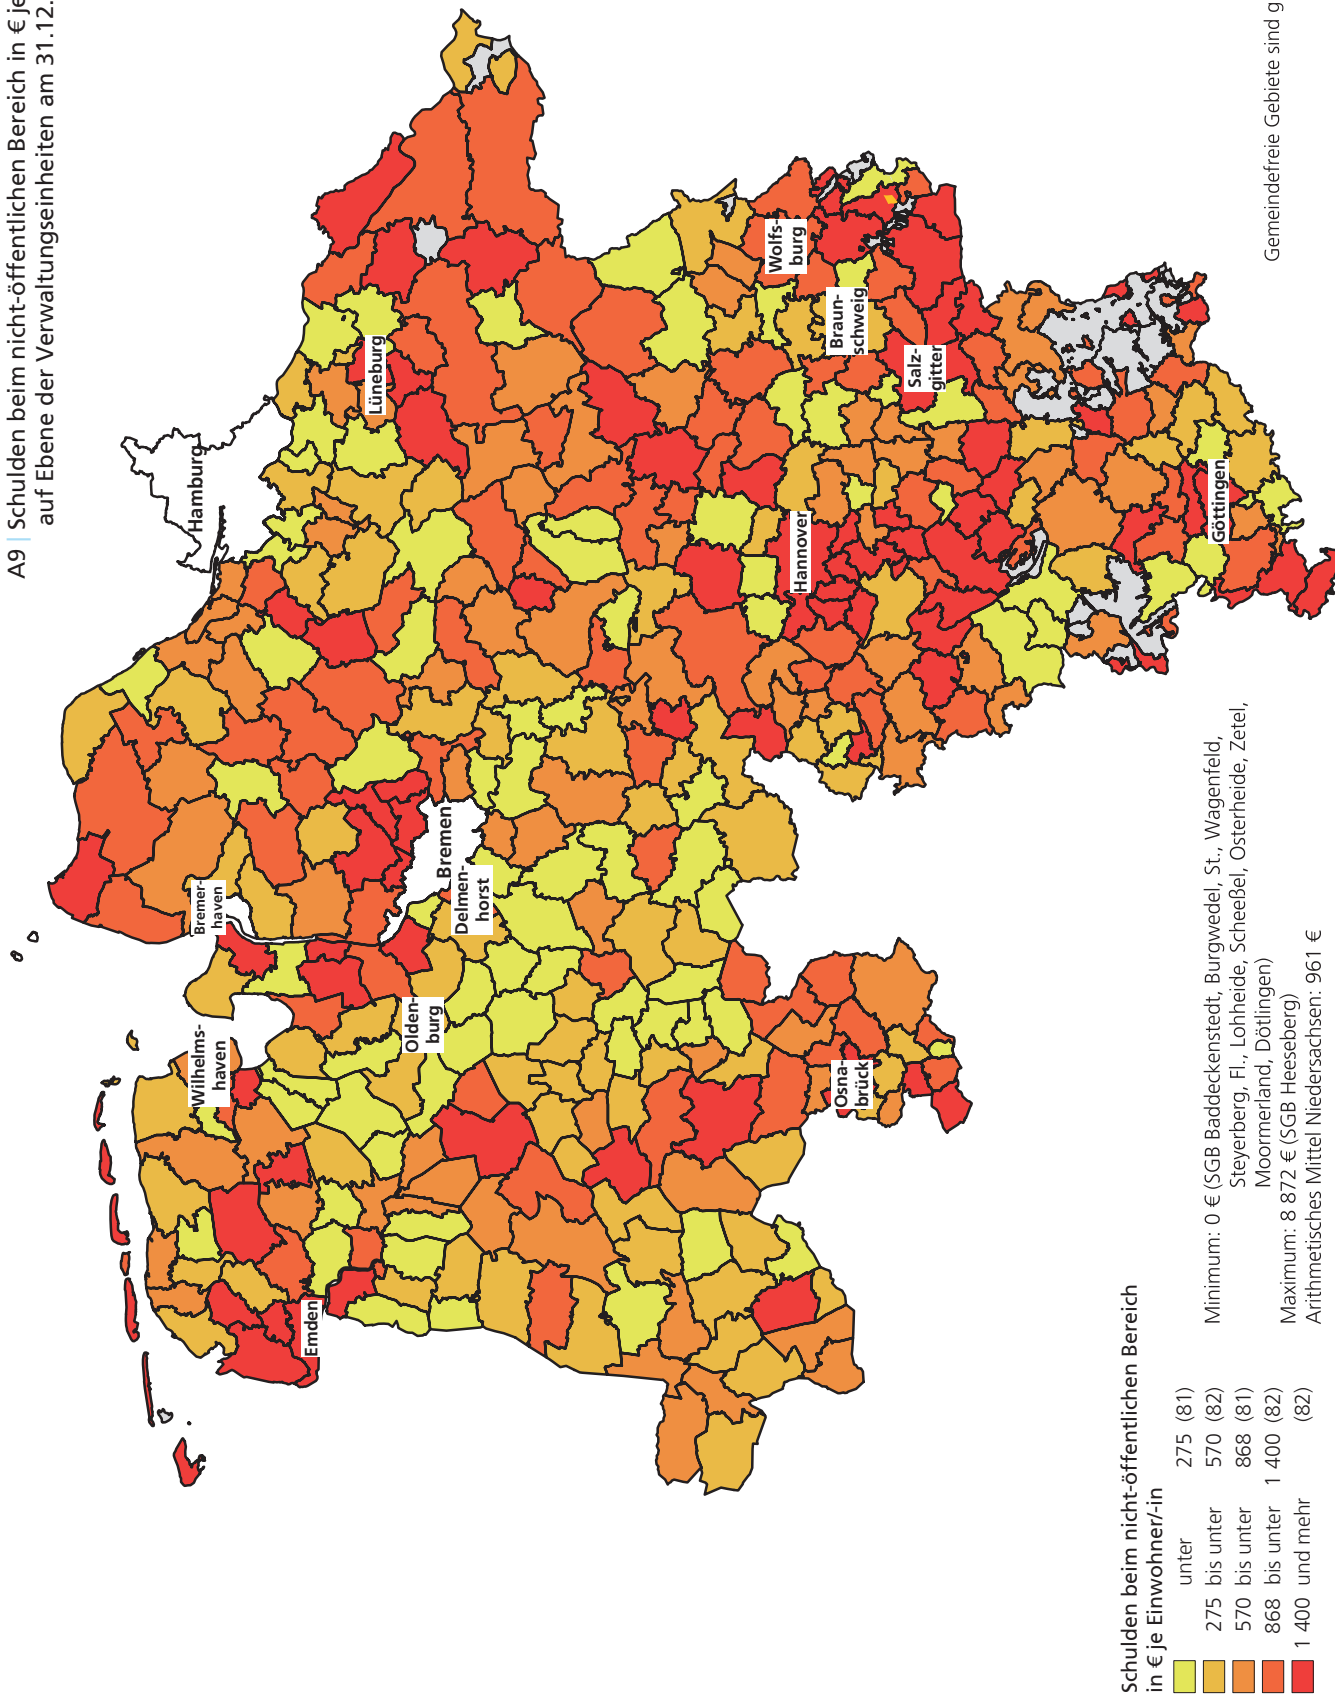 A9 | Schulden beim nicht-öffentlichen Bereich in € je
auf Ebene der Verwaltungseinheiten am 31.12.
Hamburg
Lüneburg
Bremer-
haven
Wilhelms-
haven
Emden
Olden-
burg
Bremen
Delmen-
horst
Wolfs-
burg
Braun-
schweig
Salz-
gitter
Hannover
Osna-
brück
Göttingen
Schulden beim nicht-öffentlichen Bereich
in € je Einwohner/-in
unter 275 (81)
275 bis unter 570 (82)
570 bis unter 868 (81)
868 bis unter 1 400 (82)
1 400 und mehr (82)
Minimum: 0 € (SGB Baddeckenstedt, Burgwedel, St., Wagenfeld,
Steyerberg, Fl., Lohheide, Scheeßel, Osterheide, Zetel,
Moormerland, Dötlingen)
Maximum: 8 872 € (SGB Heeseberg)
Arithmetisches Mittel Niedersachsen: 961 €
Gemeindefreie Gebiete sind g